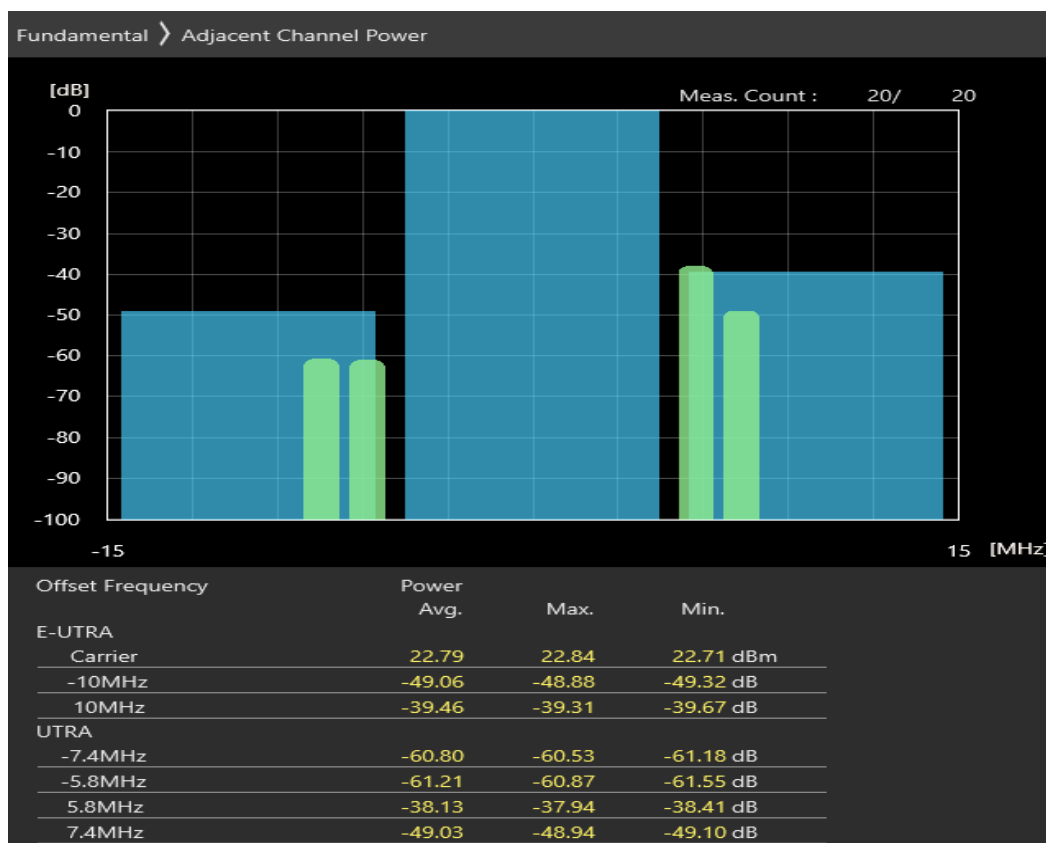 Fundamental 〉 Adjacent Channel Power
[dB]
Meas. Count : 20/ 20
0
-10
-20
-30
-40
-50
-60
-70
-80
-90
-100
-15 15 [MHz]
Offset Frequency Power
Avg. Max. Min.
E-UTRA
Carrier 22.79 22.84 22.71 dBm
-10MHz -49.06 -48.88 -49.32 dB
10MHz -39.46 -39.31 -39.67 dB
UTRA
-7.4MHz -60.80 -60.53 -61.18 dB
-5.8MHz -61.21 -60.87 -61.55 dB
5.8MHz -38.13 -37.94 -38.41 dB
7.4MHz -49.03 -48.94 -49.10 dB